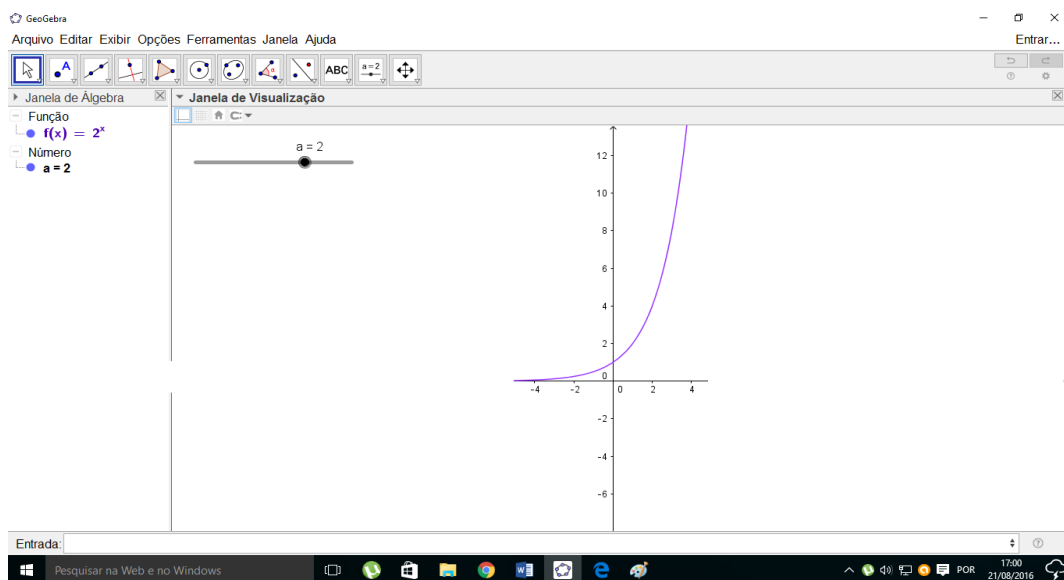 GeoGebra
Arquivo Editar Exibir Opções Ferramentas Janela Ajuda
Entrar...
A
ABC
a=2
Janela de Álgebra
Janela de Visualização
Função
f(x) = 2ˣ
Número
a = 2
a = 2
12
10
8
6
4
2
0
-4 -2 0 2 4
-2
-4
-6
Entrada:
Pesquisar na Web e no Windows
POR
17:00
21/08/2016